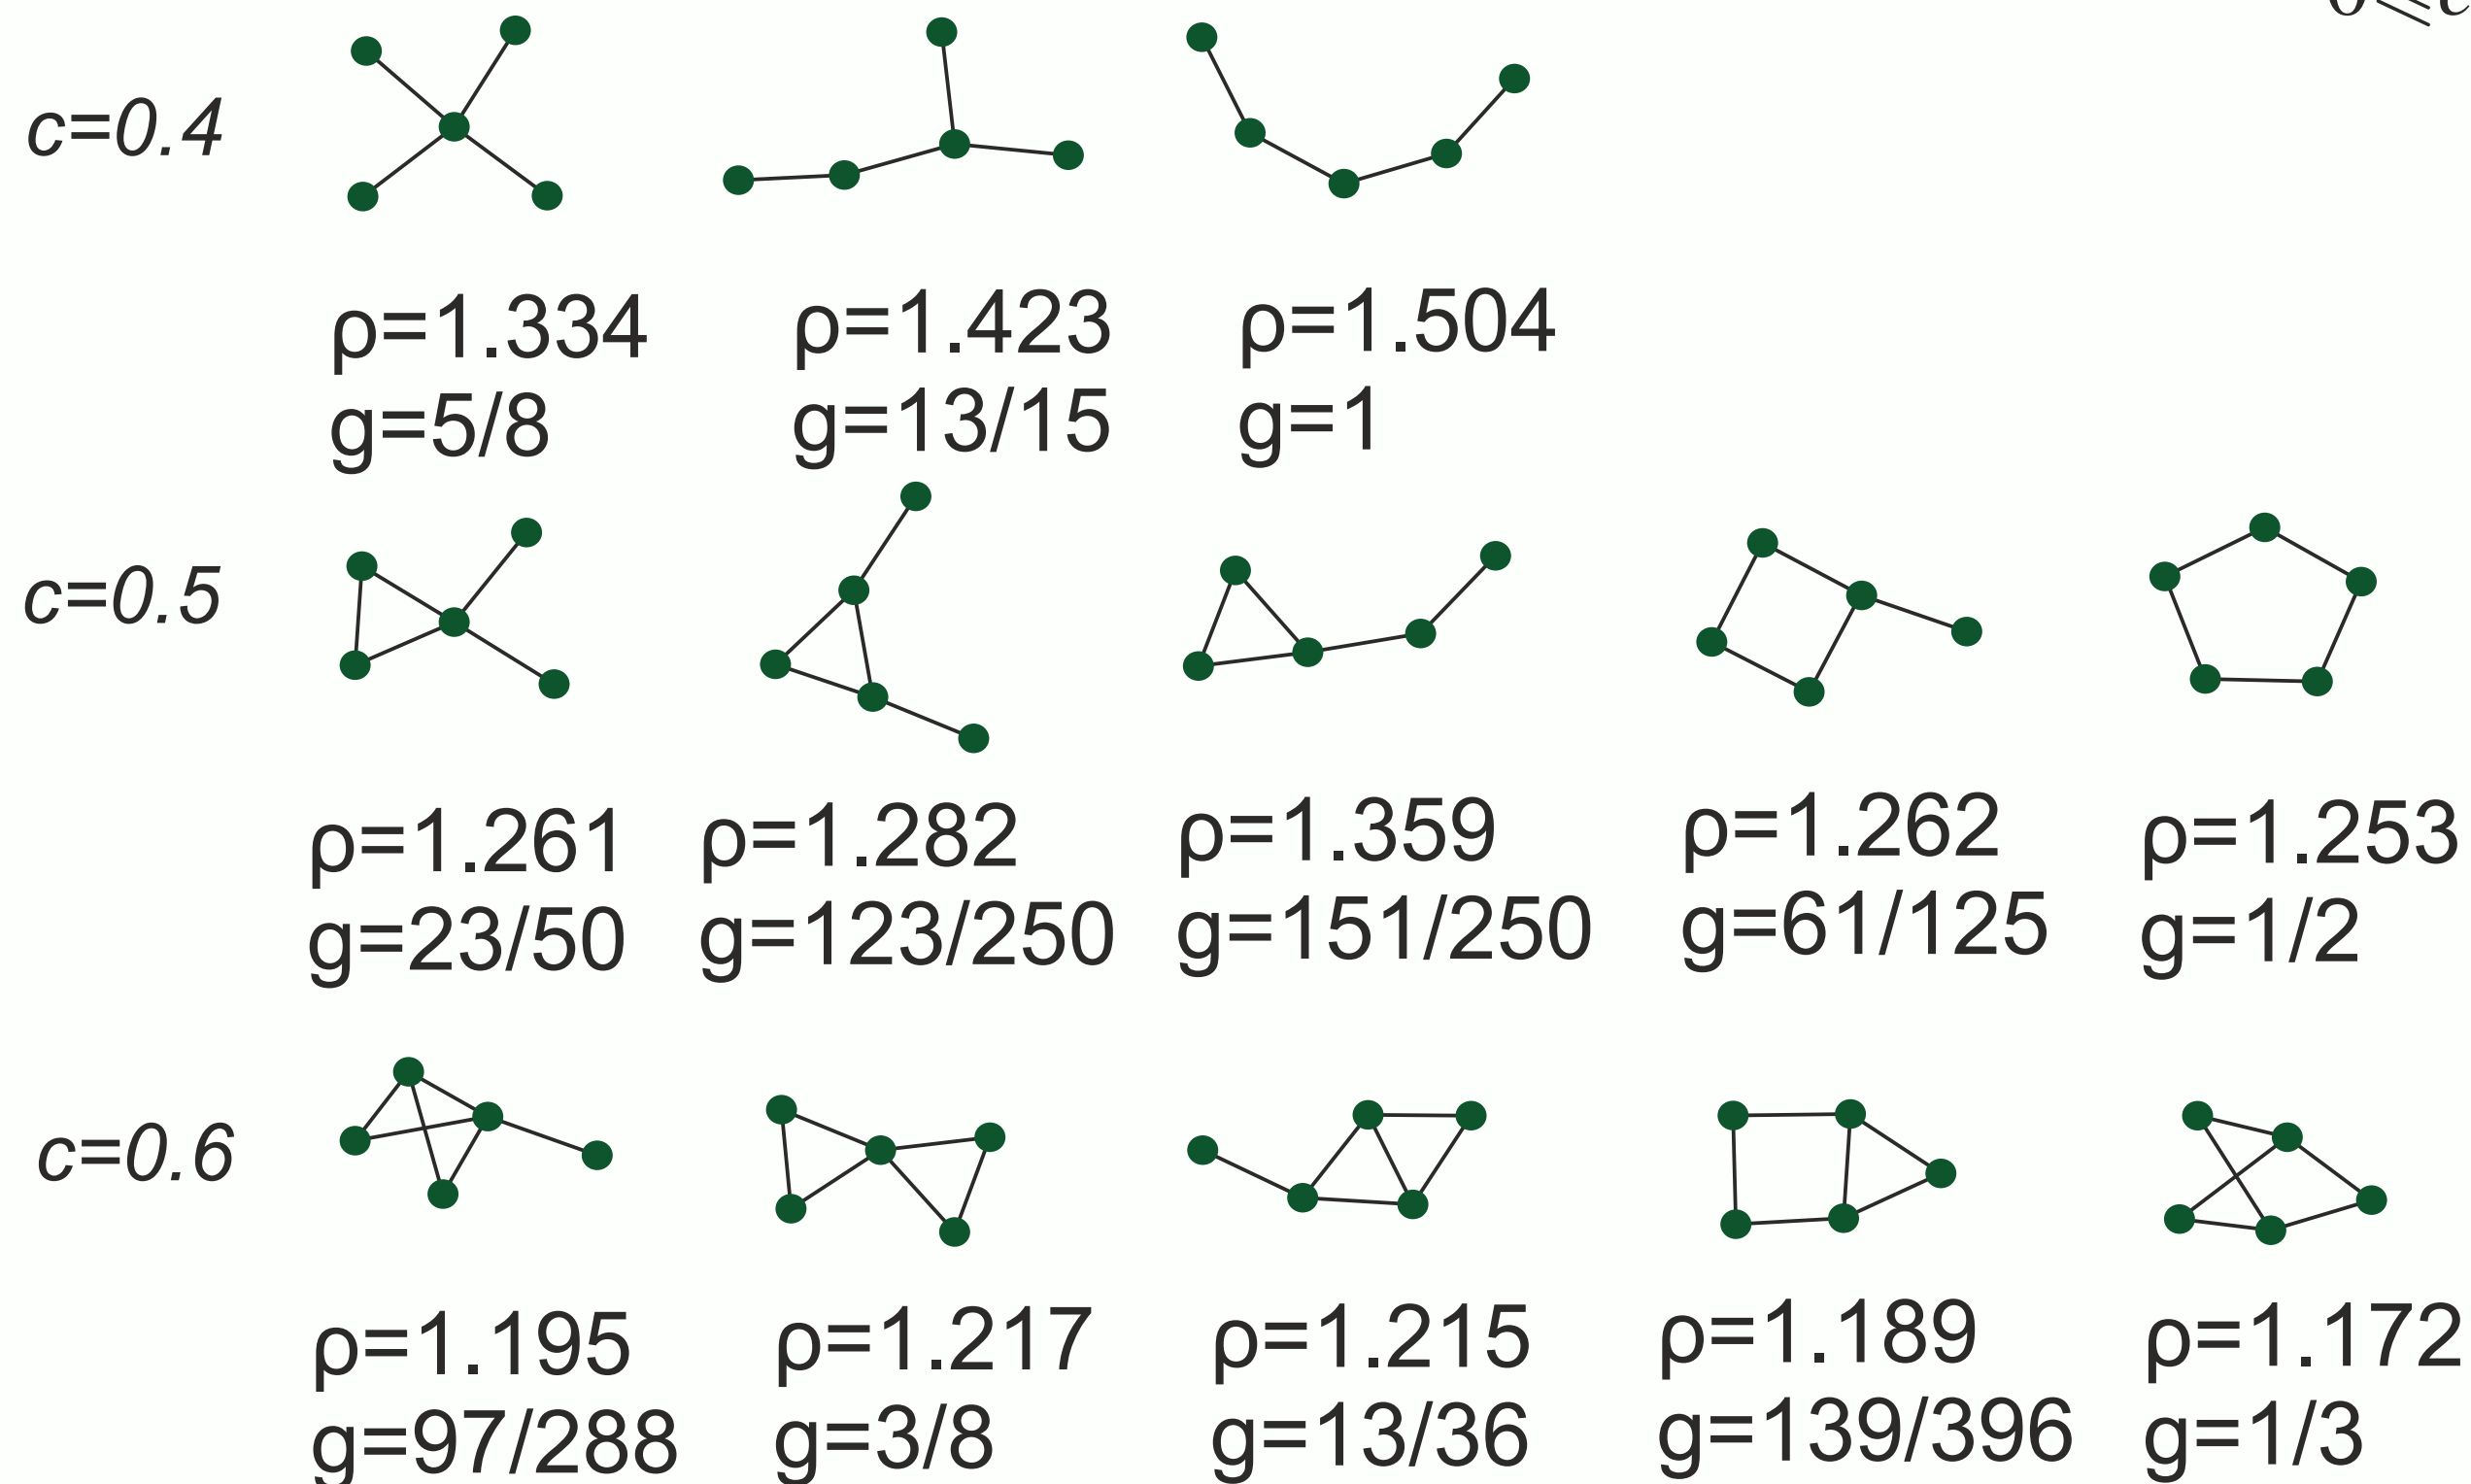 c=0.4
ρ=1.334 ρ=1.423 ρ=1.504
g=5/8 g=13/15 g=1
c=0.5
ρ=1.261 ρ=1.282 ρ=1.359 ρ=1.262 ρ=1.253
g=23/50 g=123/250 g=151/250 g=61/125 g=1/2
c=0.6
ρ=1.195 ρ=1.217 ρ=1.215 ρ=1.189 ρ=1.172
g=97/288 g=3/8 g=13/36 g=139/396 g=1/3